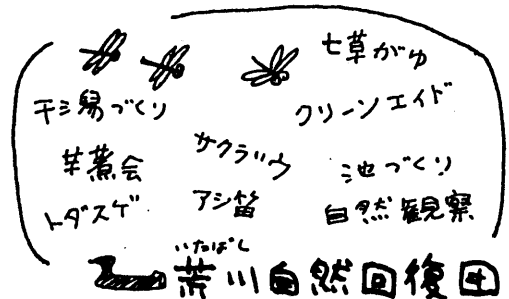 七草がゆ
干潟づくり
クリーンエイド
芋煮会
サクラソウ
池づくり
トダスゲ
アシ笛
自然観察
いたばし
荒川自然回復団